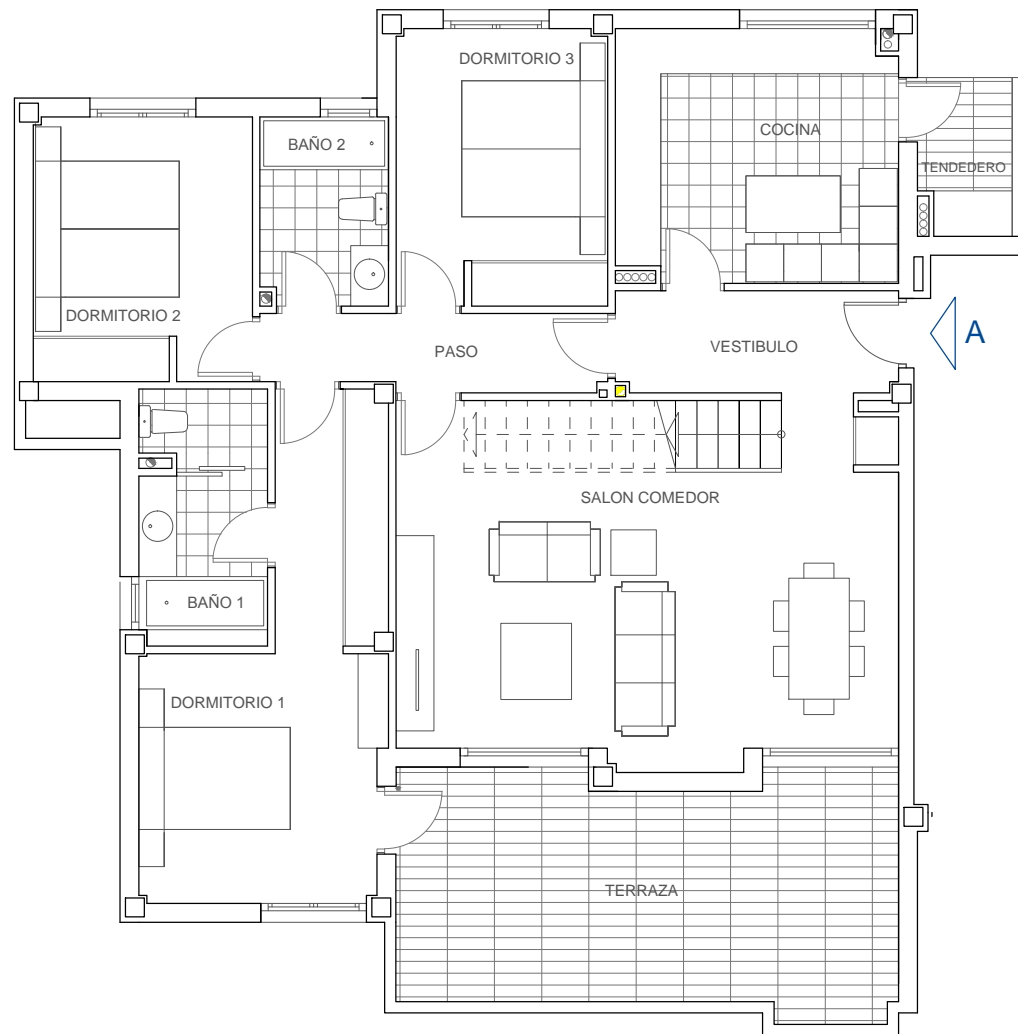 DORMITORIO 3
COCINA
BAÑO 2
TENDEDERO
DORMITORIO 2
PASO
VESTIBULO
A
SALON COMEDOR
BAÑO 1
DORMITORIO 1
TERRAZA